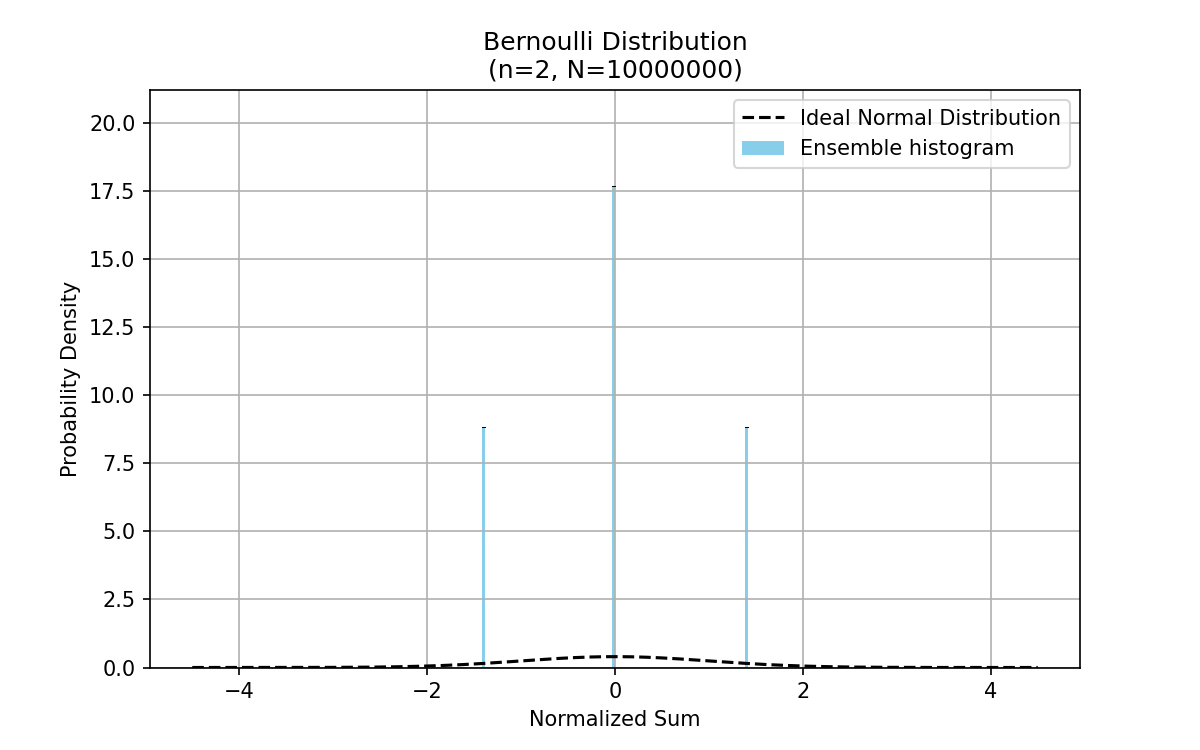 Bernoulli Distribution
(n=2, N=10000000)
Ideal Normal Distribution
Ensemble histogram
Probability Density
20.0
17.5
15.0
12.5
10.0
7.5
5.0
2.5
0.0
−4 −2 0 2 4
Normalized Sum